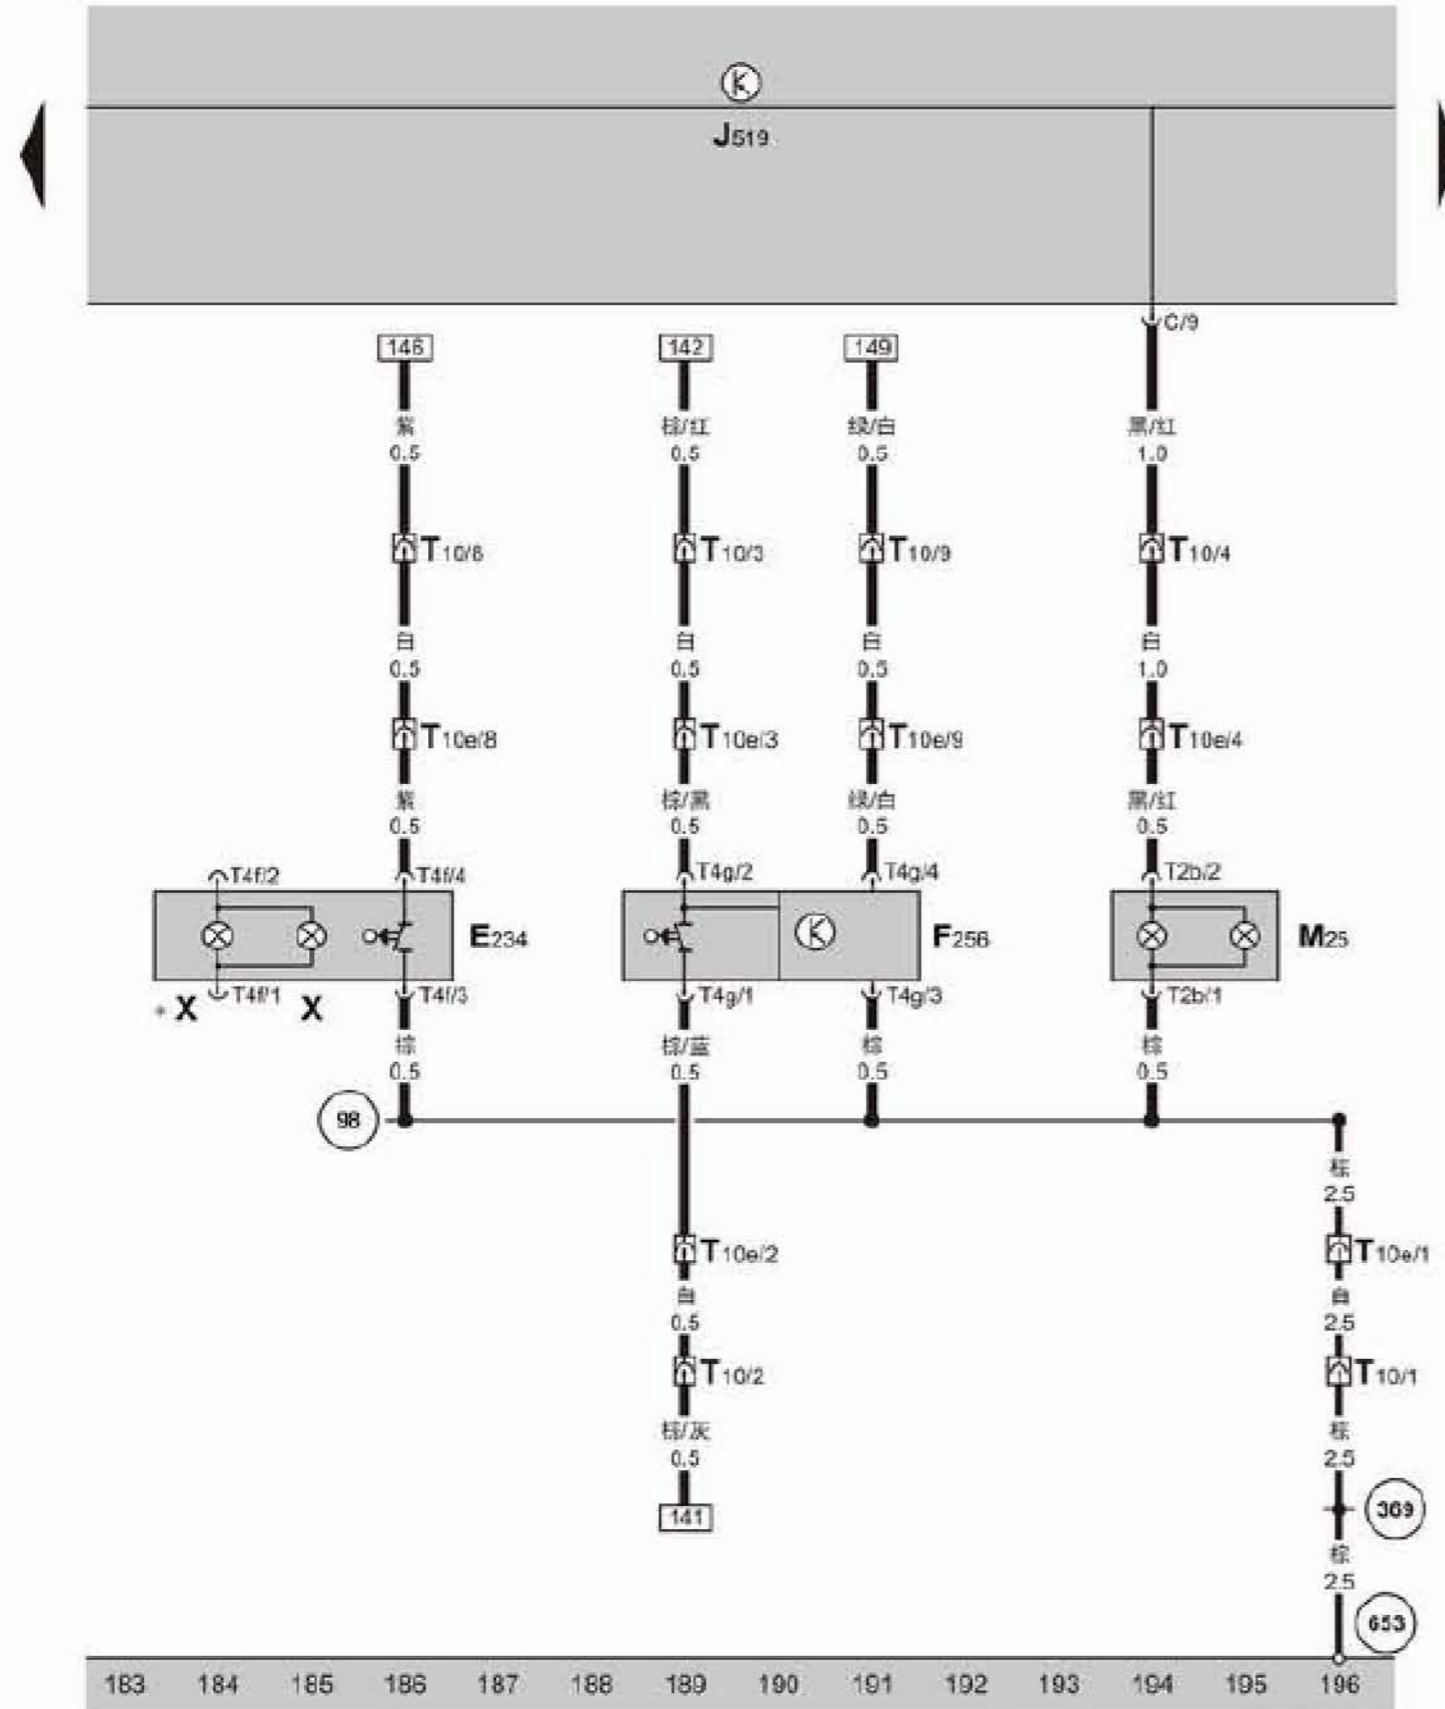 J519
C/9
146 142 149
紫 棕/红 绿/白 黑/红
0.5 0.5 0.5 1.0
T10/8 T10/3 T10/9 T10/4
白 白 白 白
0.5 0.5 0.5 1.0
T10e/8 T10e/3 T10e/9 T10e/4
紫 棕/黑 绿/白 黑/红
0.5 0.5 0.5 0.5
T4f/2 T4f/4 T4g/2 T4g/4 T2b/2
E234 F256 M25
* X T4f/1 X T4f/3 T4g/1 T4g/3 T2b/1
棕 棕/蓝 棕 棕
0.5 0.5 0.5 0.5
98
棕
2.5
T10e/2 T10e/1
白 白
0.5 2.5
T10/2 T10/1
棕/灰 棕
0.5 2.5
141 369
棕
2.5
653
183 184 185 186 187 188 189 190 191 192 193 194 195 196